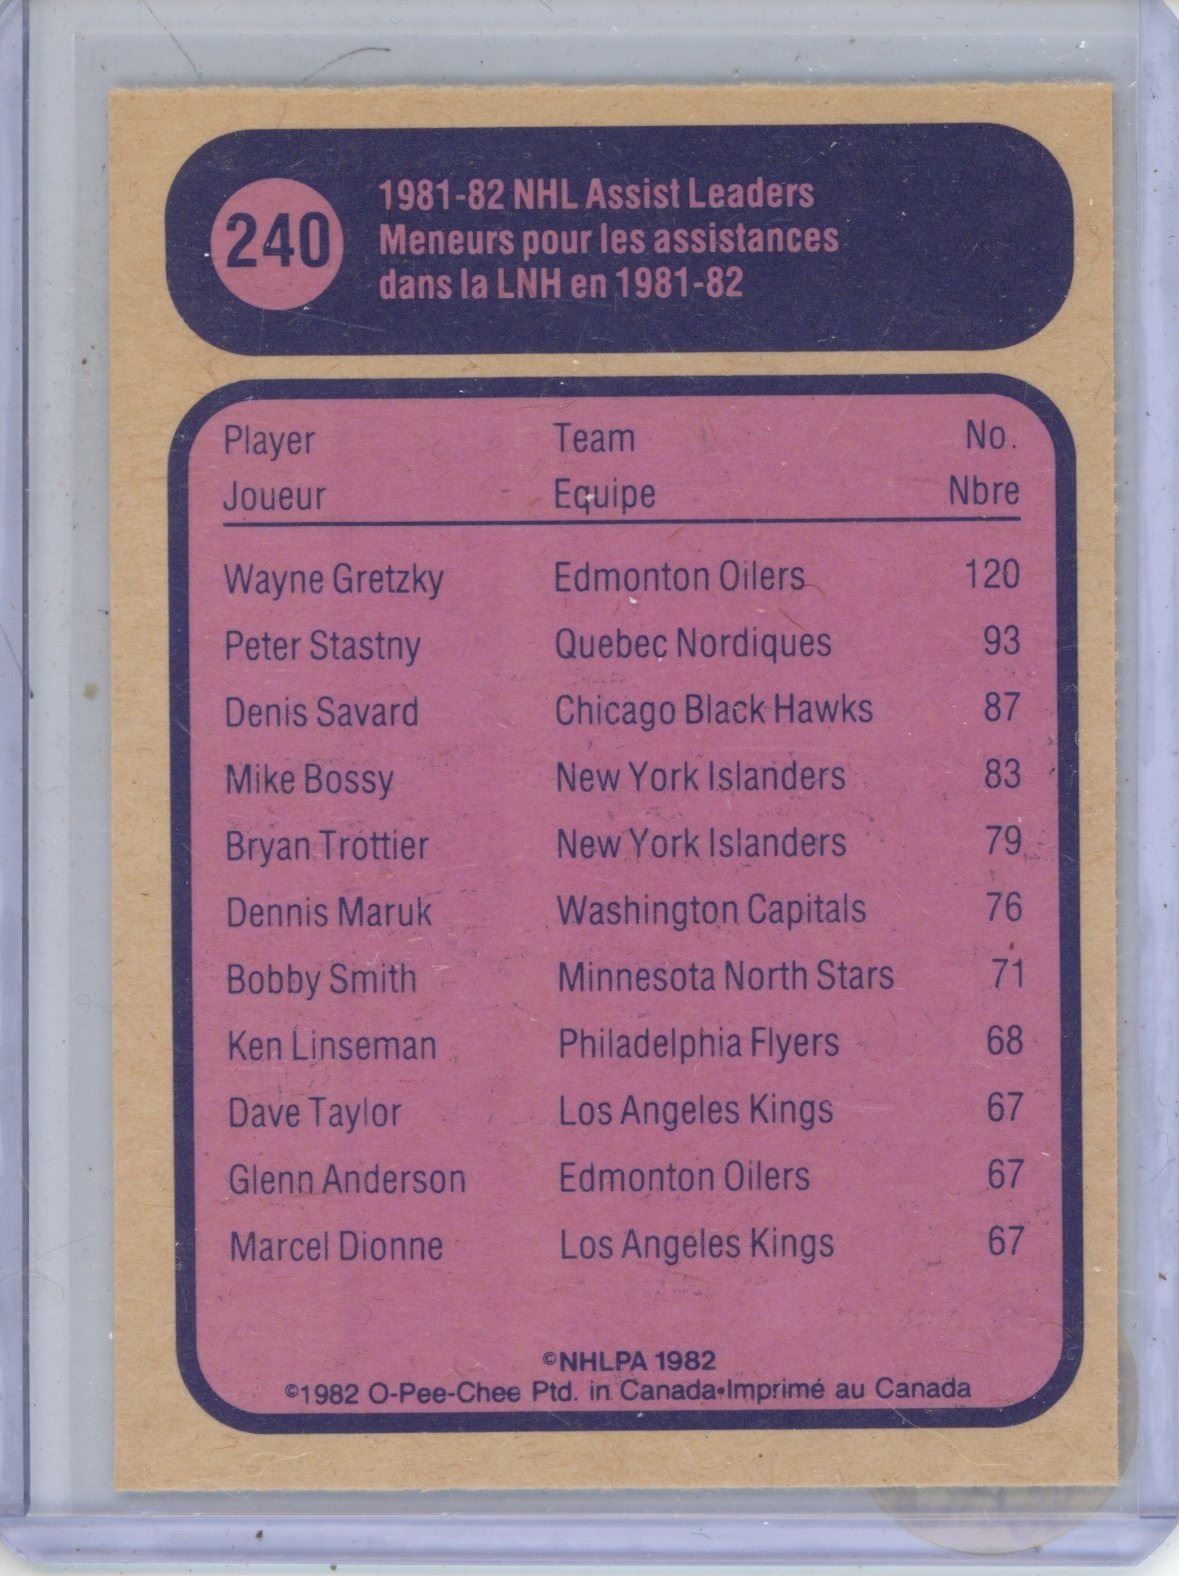 240
1981-82 NHL Assist Leaders
Meneurs pour les assistances
dans la LNH en 1981-82
Player Team No.
Joueur Equipe Nbre
Wayne Gretzky Edmonton Oilers 120
Peter Stastny Quebec Nordiques 93
Denis Savard Chicago Black Hawks 87
Mike Bossy New York Islanders 83
Bryan Trottier New York Islanders 79
Dennis Maruk Washington Capitals 76
Bobby Smith Minnesota North Stars 71
Ken Linseman Philadelphia Flyers 68
Dave Taylor Los Angeles Kings 67
Glenn Anderson Edmonton Oilers 67
Marcel Dionne Los Angeles Kings 67
©NHLPA 1982
©1982 O-Pee-Chee Ptd. in Canada•Imprimé au Canada